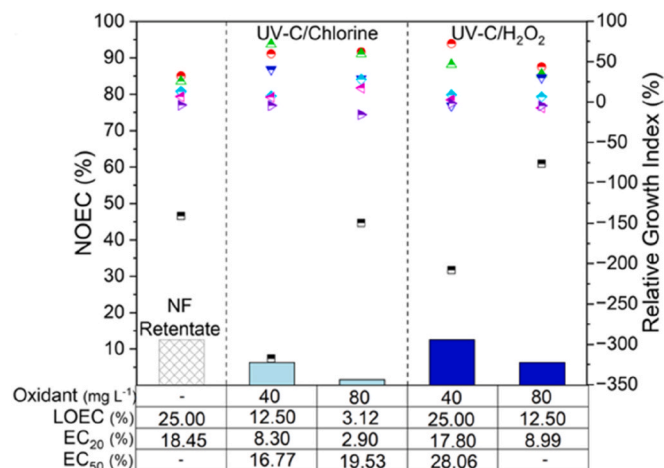 UV-C/Chlorine UV-C/H₂O₂
NOEC (%)
100
90
80
70
60
50
40
30
20
10
NF
Retentate
100
50
0
−50
−100
−150
−200
−250
−300
−350
Relative Growth Index (%)
Oxidant (mg L⁻¹) - 40 80 40 80
LOEC (%) 25.00 12.50 3.12 25.00 12.50
EC₂₀ (%) 18.45 8.30 2.90 17.80 8.99
EC₅₀ (%) - 16.77 19.53 28.06 -